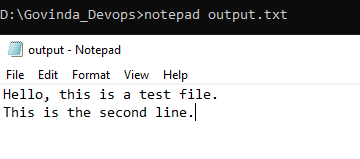 D:\Govinda_Devops>notepad output.txt
output - Notepad
File Edit Format View Help
Hello, this is a test file.
This is the second line.